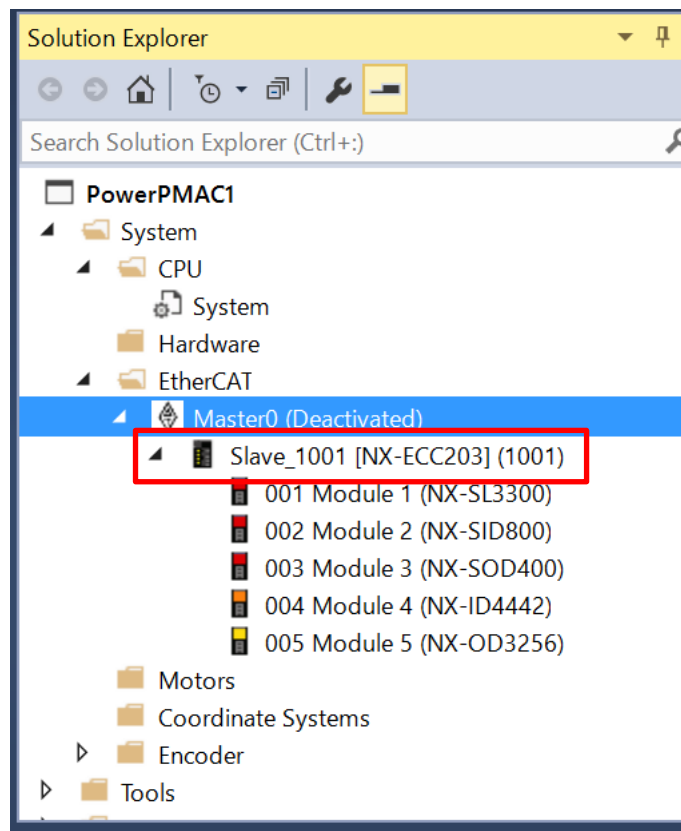 Solution Explorer
Search Solution Explorer (Ctrl+:)
PowerPMAC1
System
CPU
System
Hardware
EtherCAT
Master0 (Deactivated)
Slave_1001 [NX-ECC203] (1001)
001 Module 1 (NX-SL3300)
002 Module 2 (NX-SID800)
003 Module 3 (NX-SOD400)
004 Module 4 (NX-ID4442)
005 Module 5 (NX-OD3256)
Motors
Coordinate Systems
Encoder
Tools